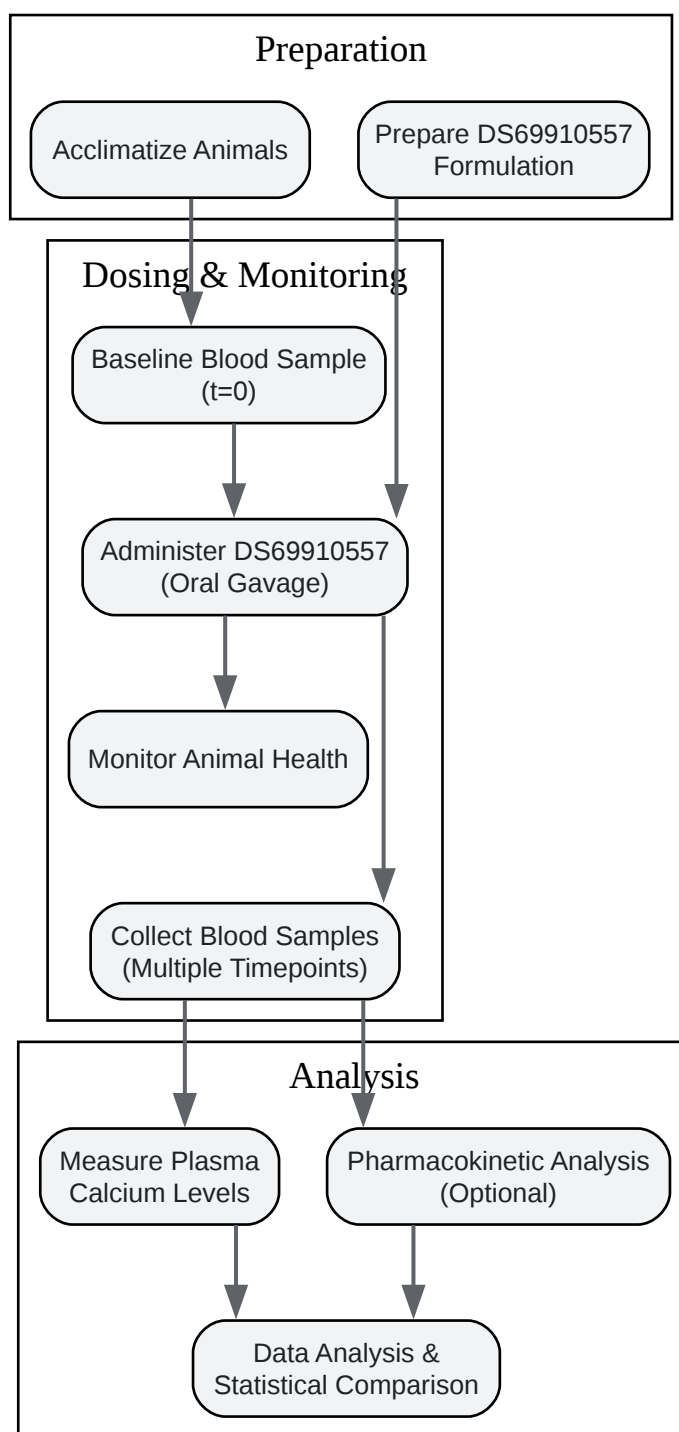 Preparation
Acclimatize Animals
Prepare DS69910557
Formulation
Dosing & Monitoring
Baseline Blood Sample
(t=0)
Administer DS69910557
(Oral Gavage)
Monitor Animal Health
Collect Blood Samples
(Multiple Timepoints)
Analysis
Measure Plasma
Calcium Levels
Pharmacokinetic Analysis
(Optional)
Data Analysis &
Statistical Comparison